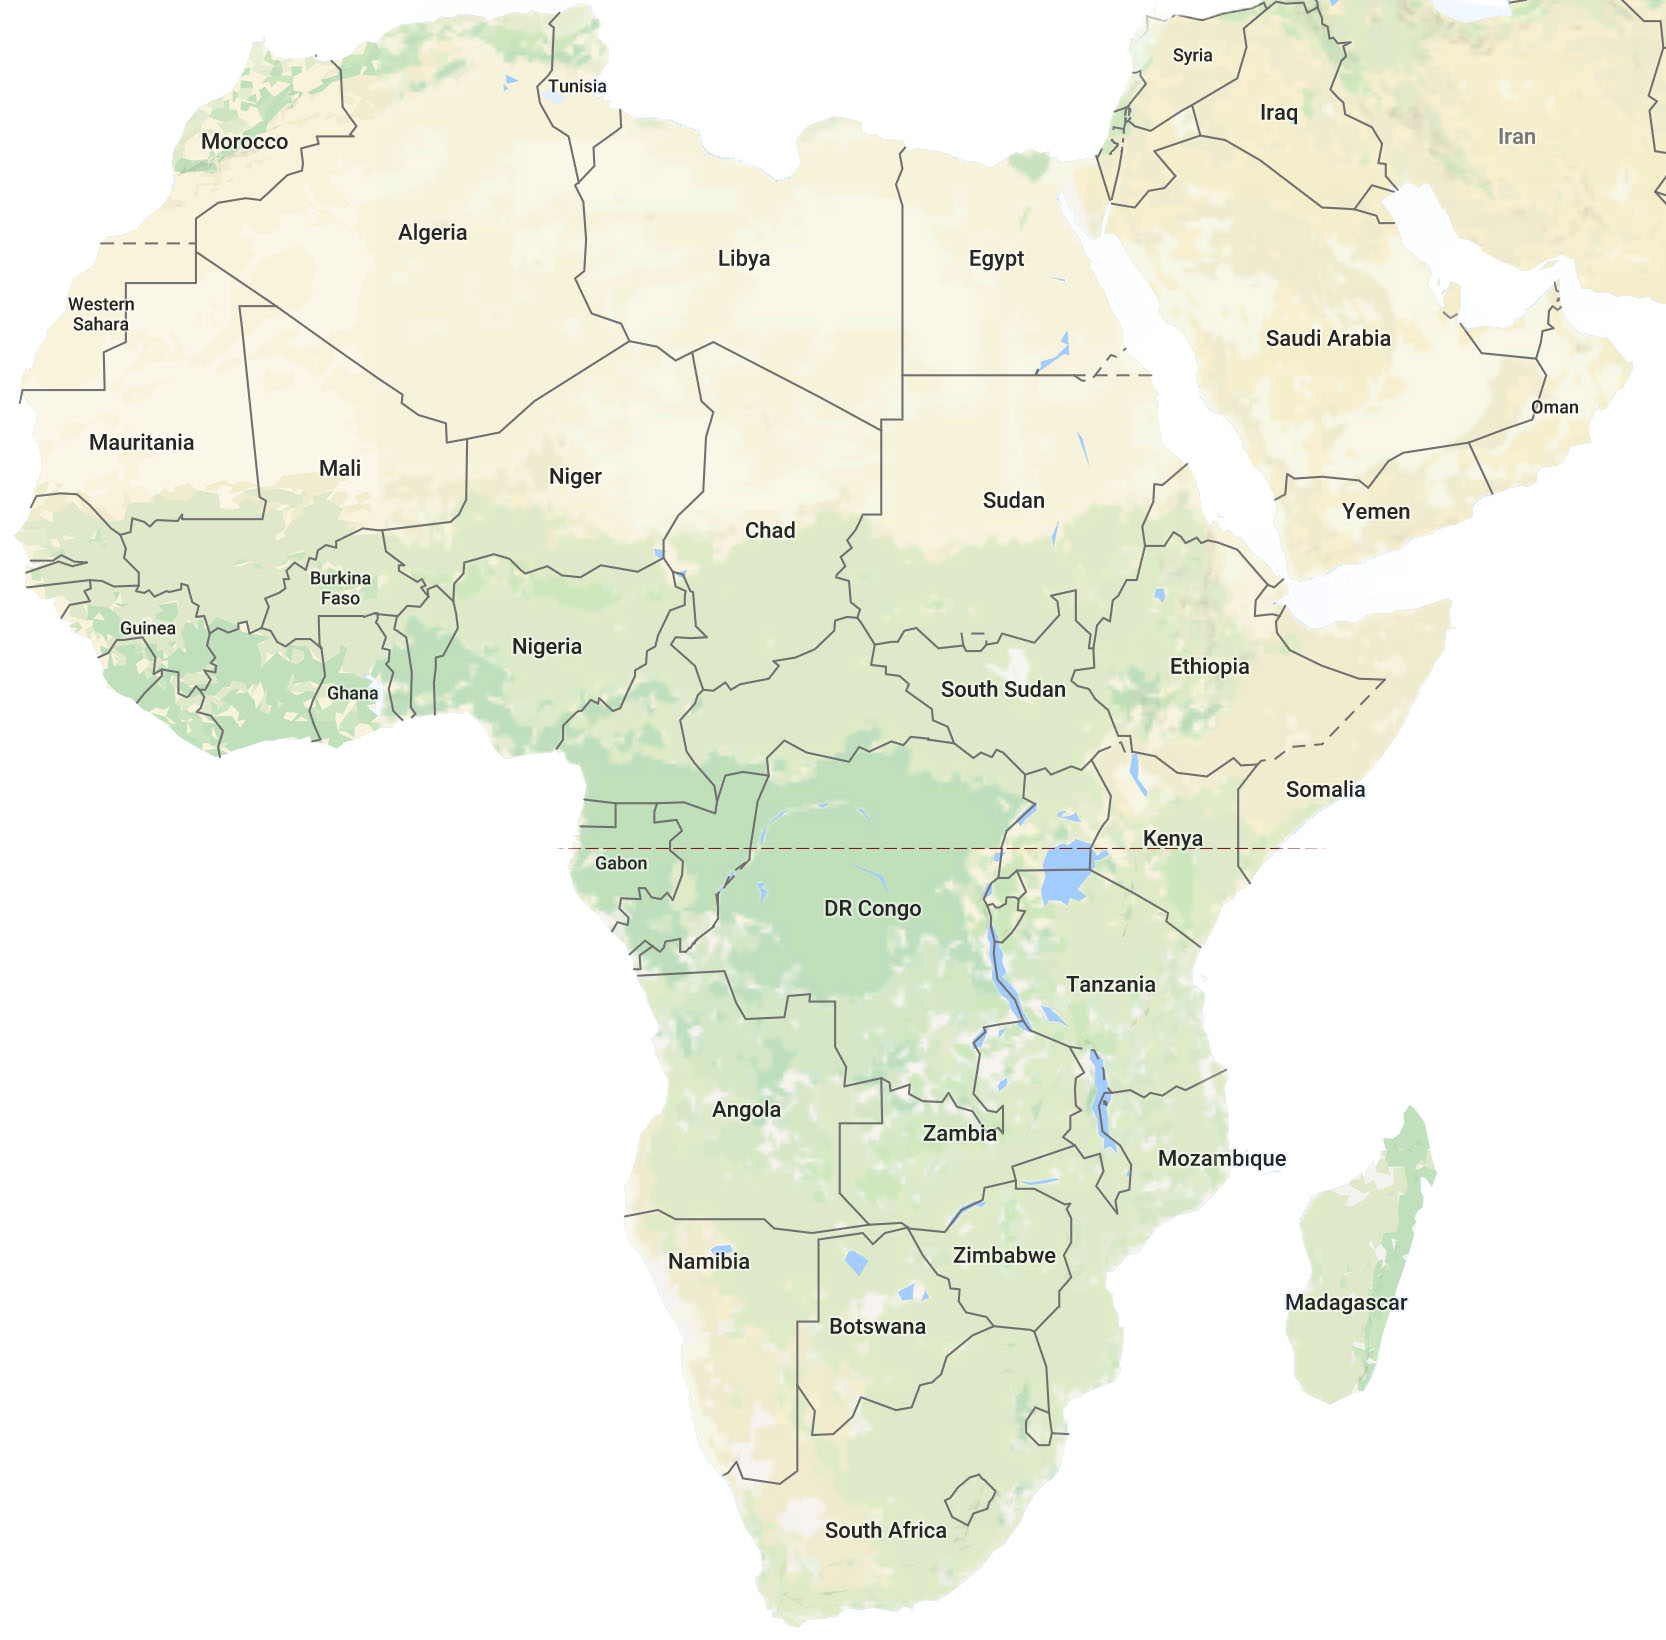 Syria
Tunisia
Iraq
Iran
Morocco
Algeria
Libya
Egypt
Western
Sahara
Saudi Arabia
Oman
Mauritania
Mali
Niger
Sudan
Yemen
Chad
Burkina
Faso
Guinea
Nigeria
Ethiopia
Ghana
South Sudan
Somalia
Kenya
Gabon
DR Congo
Tanzania
Angola
Zambia
Mozambique
Zimbabwe
Namibia
Madagascar
Botswana
South Africa